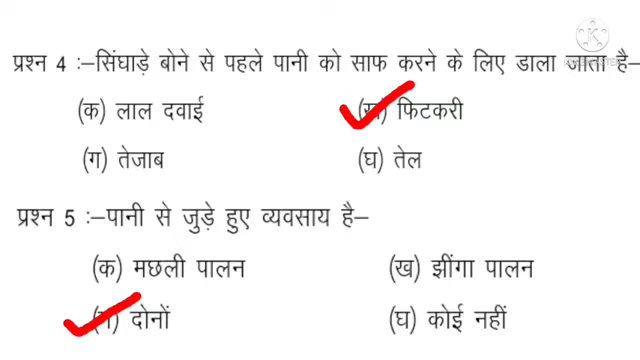 प्रश्न 4 :–सिंघाड़े बोने से पहले पानी को साफ करने के लिए डाला जाता है–
(क) लाल दवाई (ख) फिटकरी
(ग) तेजाब (घ) तेल
प्रश्न 5 :–पानी से जुड़े हुए व्यवसाय है–
(क) मछली पालन (ख) झींगा पालन
(ग) दोनों (घ) कोई नहीं